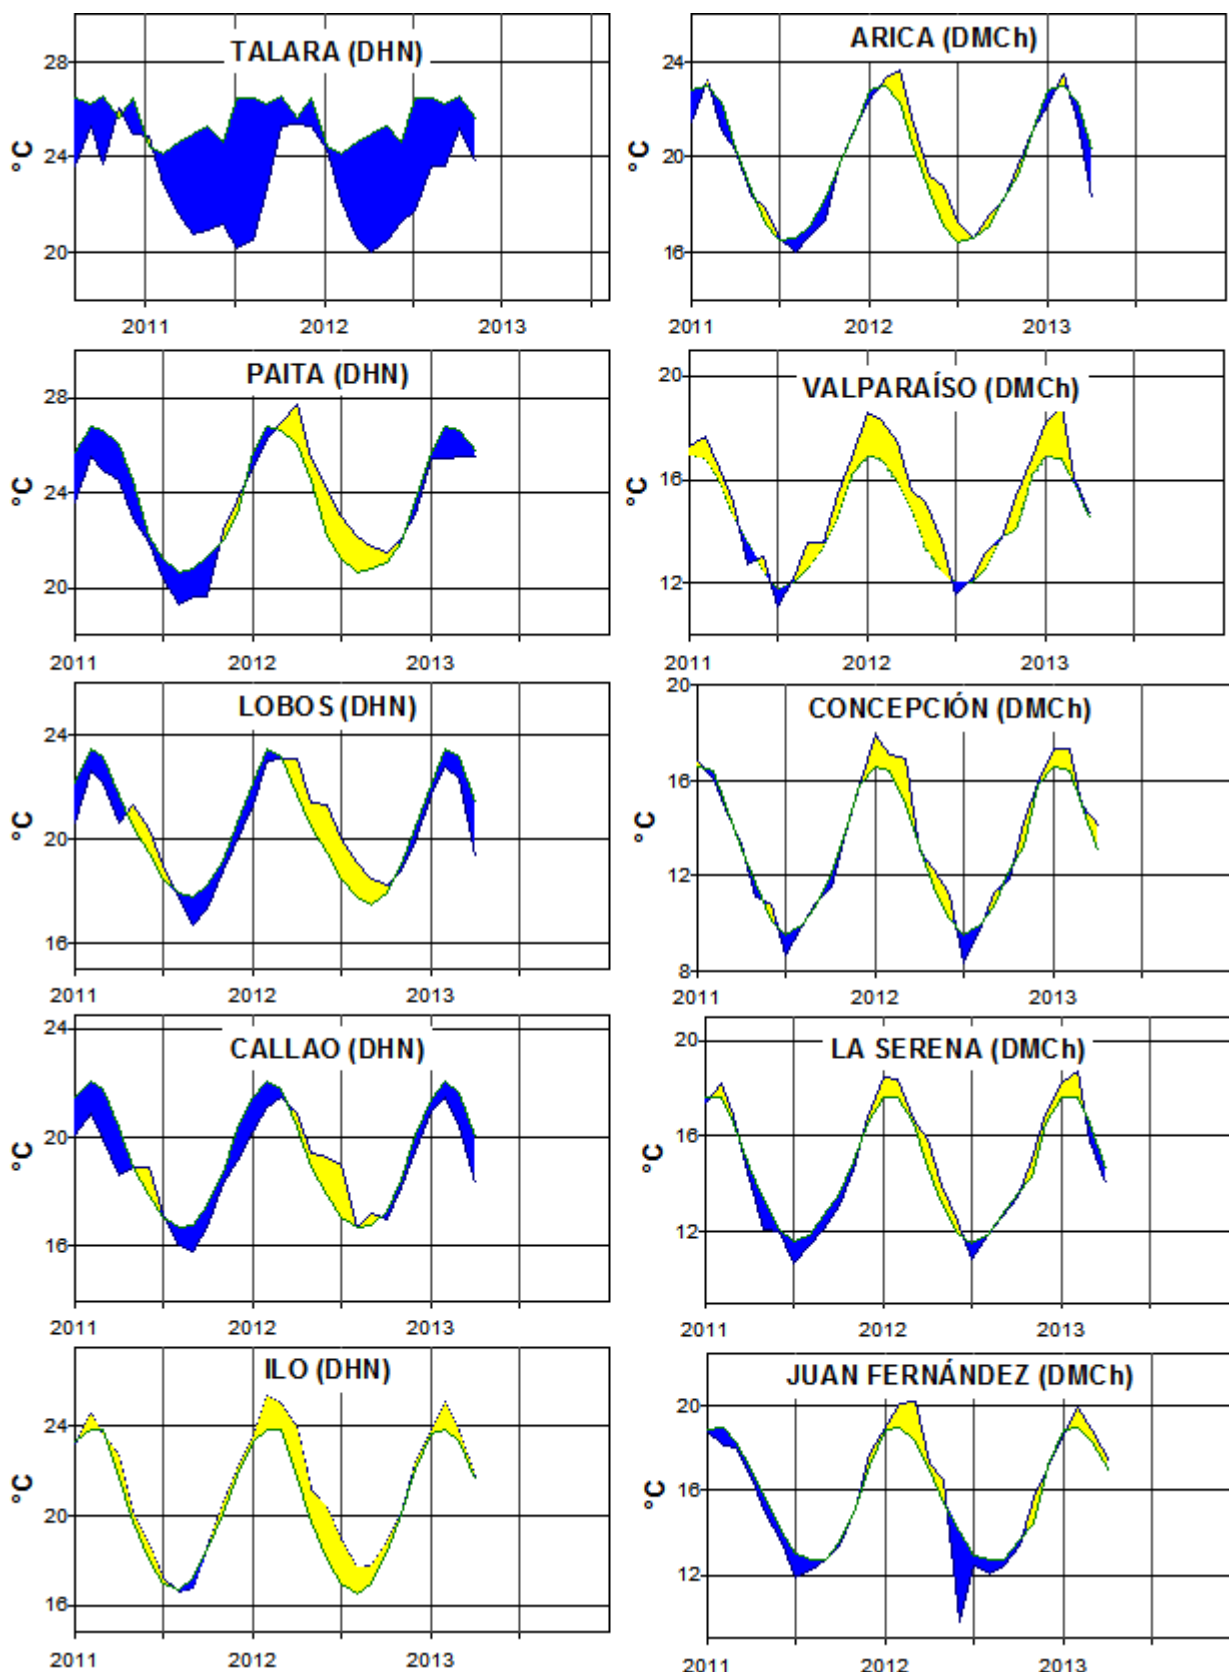 TALARA (DHN)
°C
28
24
20
2011 2012 2013
ARICA (DMCh)
°C
24
20
16
2011 2012 2013
PAITA (DHN)
°C
28
24
20
2011 2012 2013
VALPARAÍSO (DMCh)
°C
20
16
12
2011 2012 2013
LOBOS (DHN)
°C
24
20
16
2011 2012 2013
CONCEPCIÓN (DMCh)
°C
20
16
12
8
2011 2012 2013
CALLAO (DHN)
°C
24
20
16
2011 2012 2013
LA SERENA (DMCh)
°C
20
16
12
2011 2012 2013
ILO (DHN)
°C
24
20
16
2011 2012 2013
JUAN FERNÁNDEZ (DMCh)
°C
20
16
12
2011 2012 2013